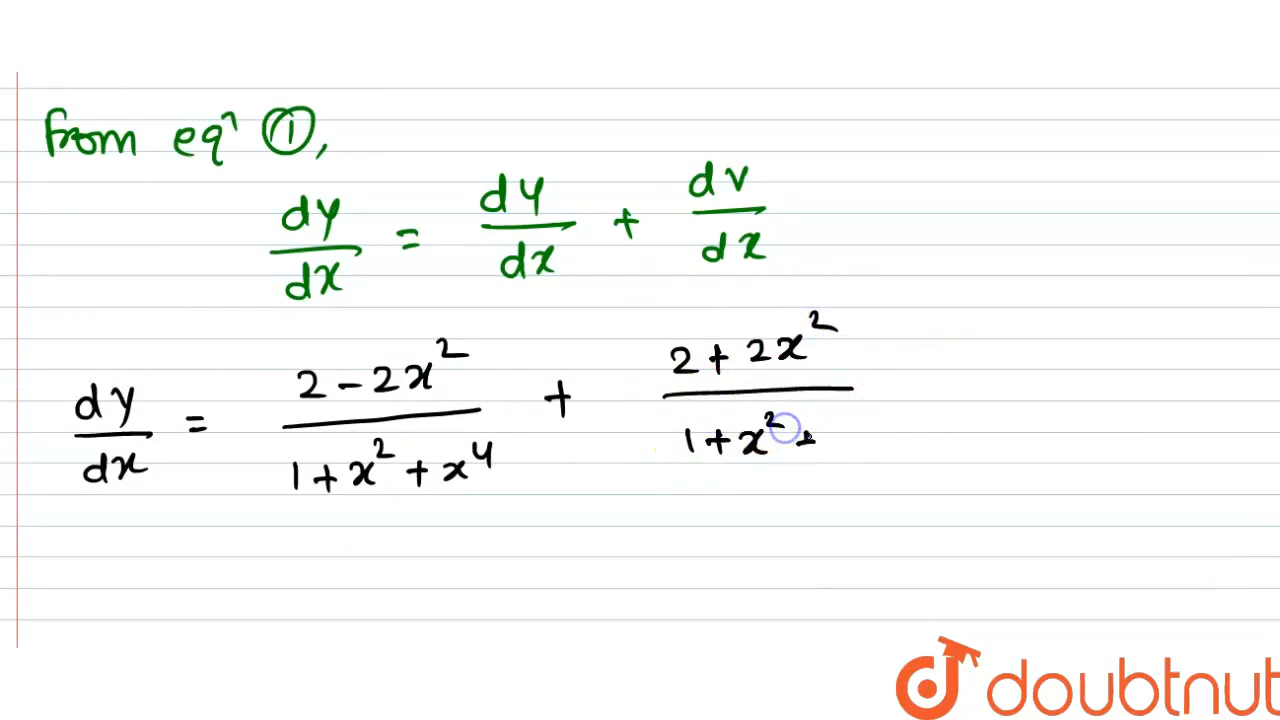 from eqⁿ ①,
dy/dx = dy/dx + dv/dx
dy/dx = (2 - 2x²)/(1 + x² + x⁴) + (2 + 2x²)/(1 + x² +
doubtnut